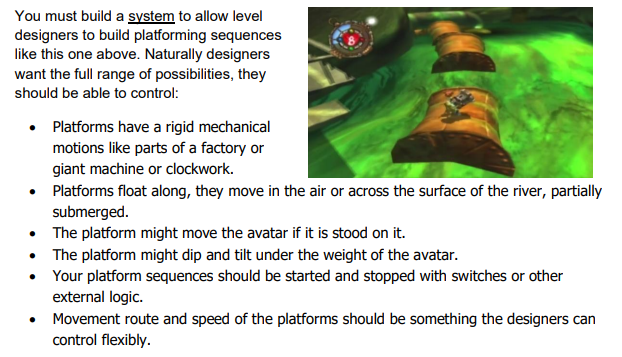 You must build a system to allow level
designers to build platforming sequences
like this one above. Naturally designers
want the full range of possibilities, they
should be able to control:
• Platforms have a rigid mechanical
motions like parts of a factory or
giant machine or clockwork.
• Platforms float along, they move in the air or across the surface of the river, partially
submerged.
• The platform might move the avatar if it is stood on it.
• The platform might dip and tilt under the weight of the avatar.
• Your platform sequences should be started and stopped with switches or other
external logic.
• Movement route and speed of the platforms should be something the designers can
control flexibly.